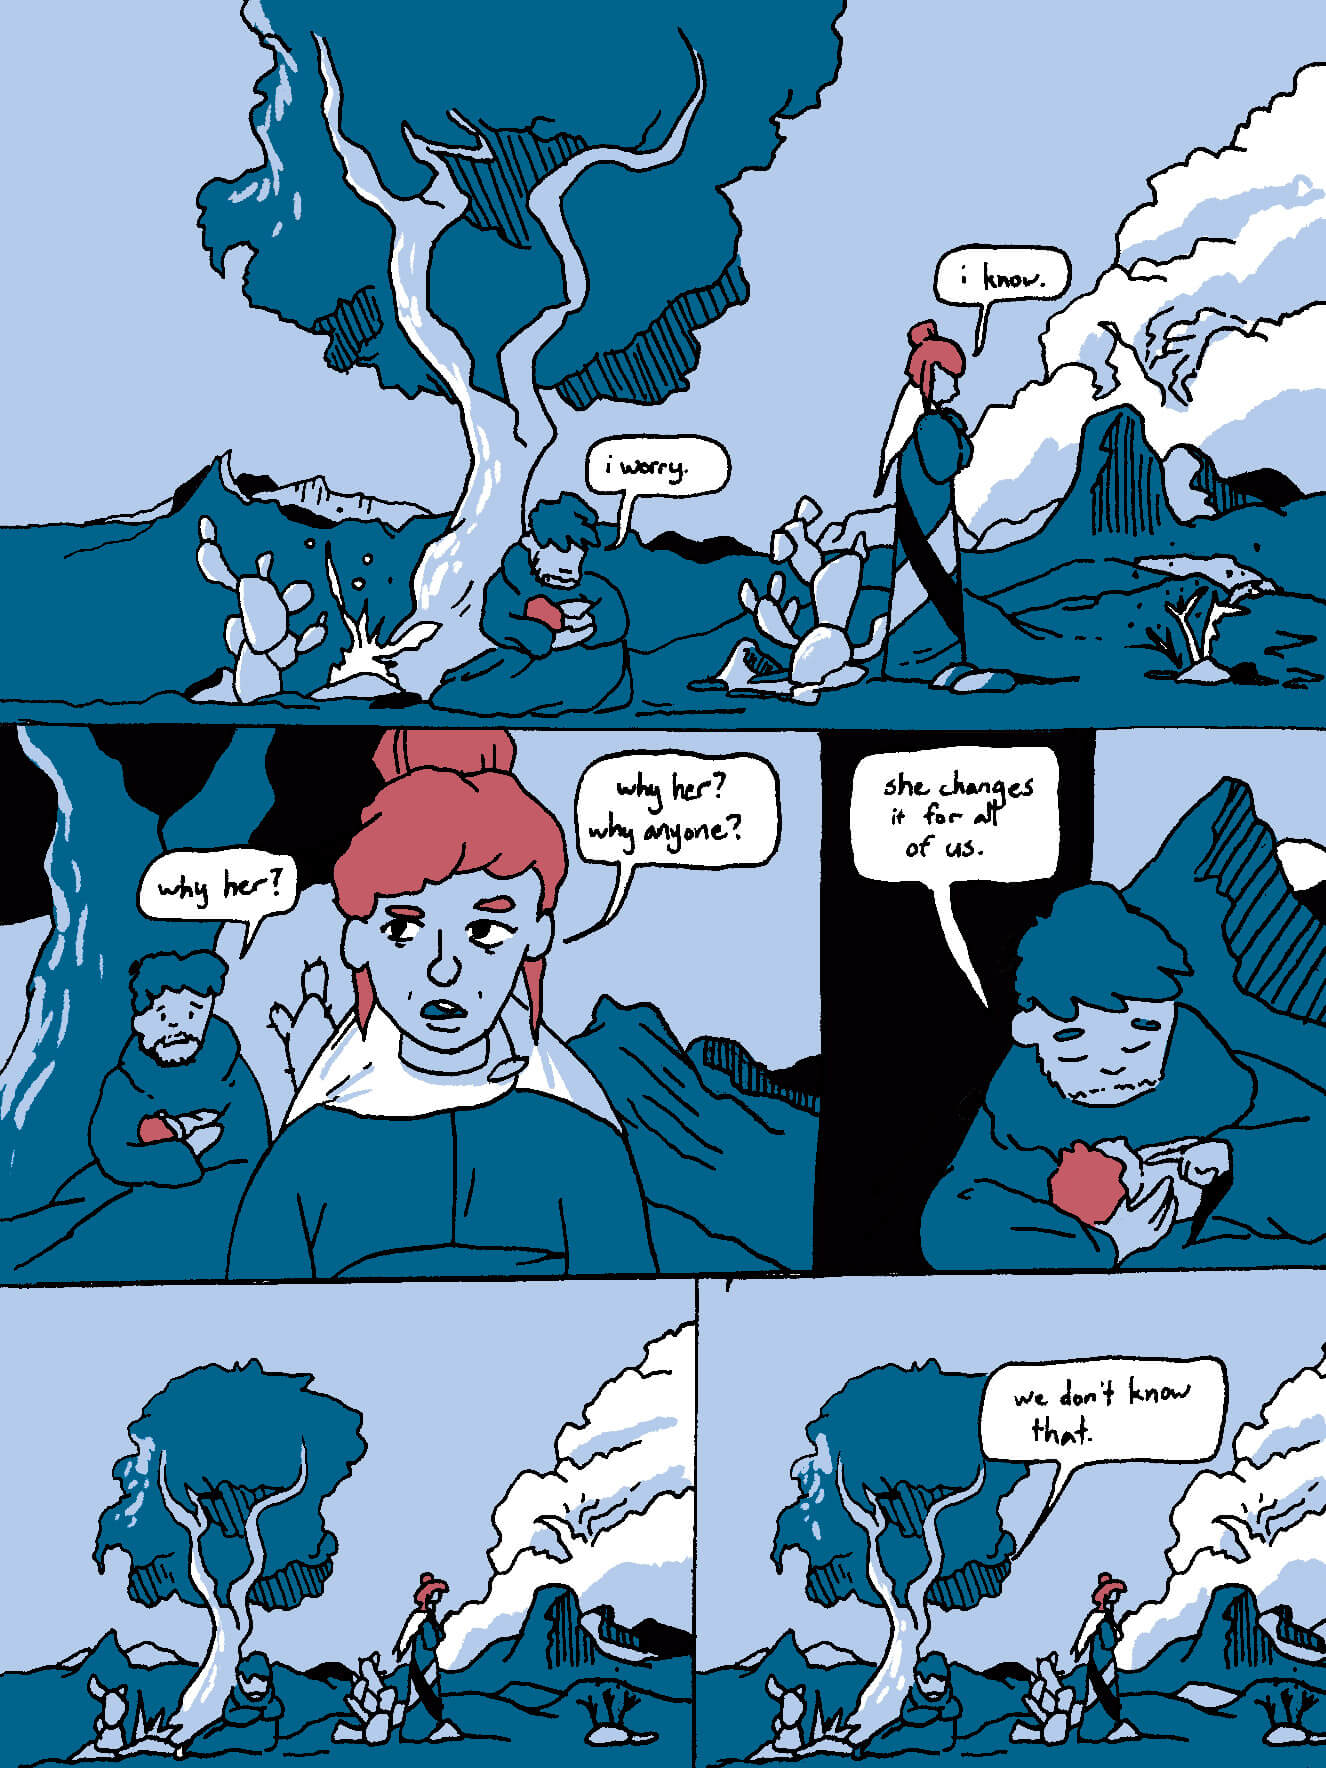 i worry.
i know.
why her?
why her?
why anyone?
she changes
it for all
of us.
we don't know
that.